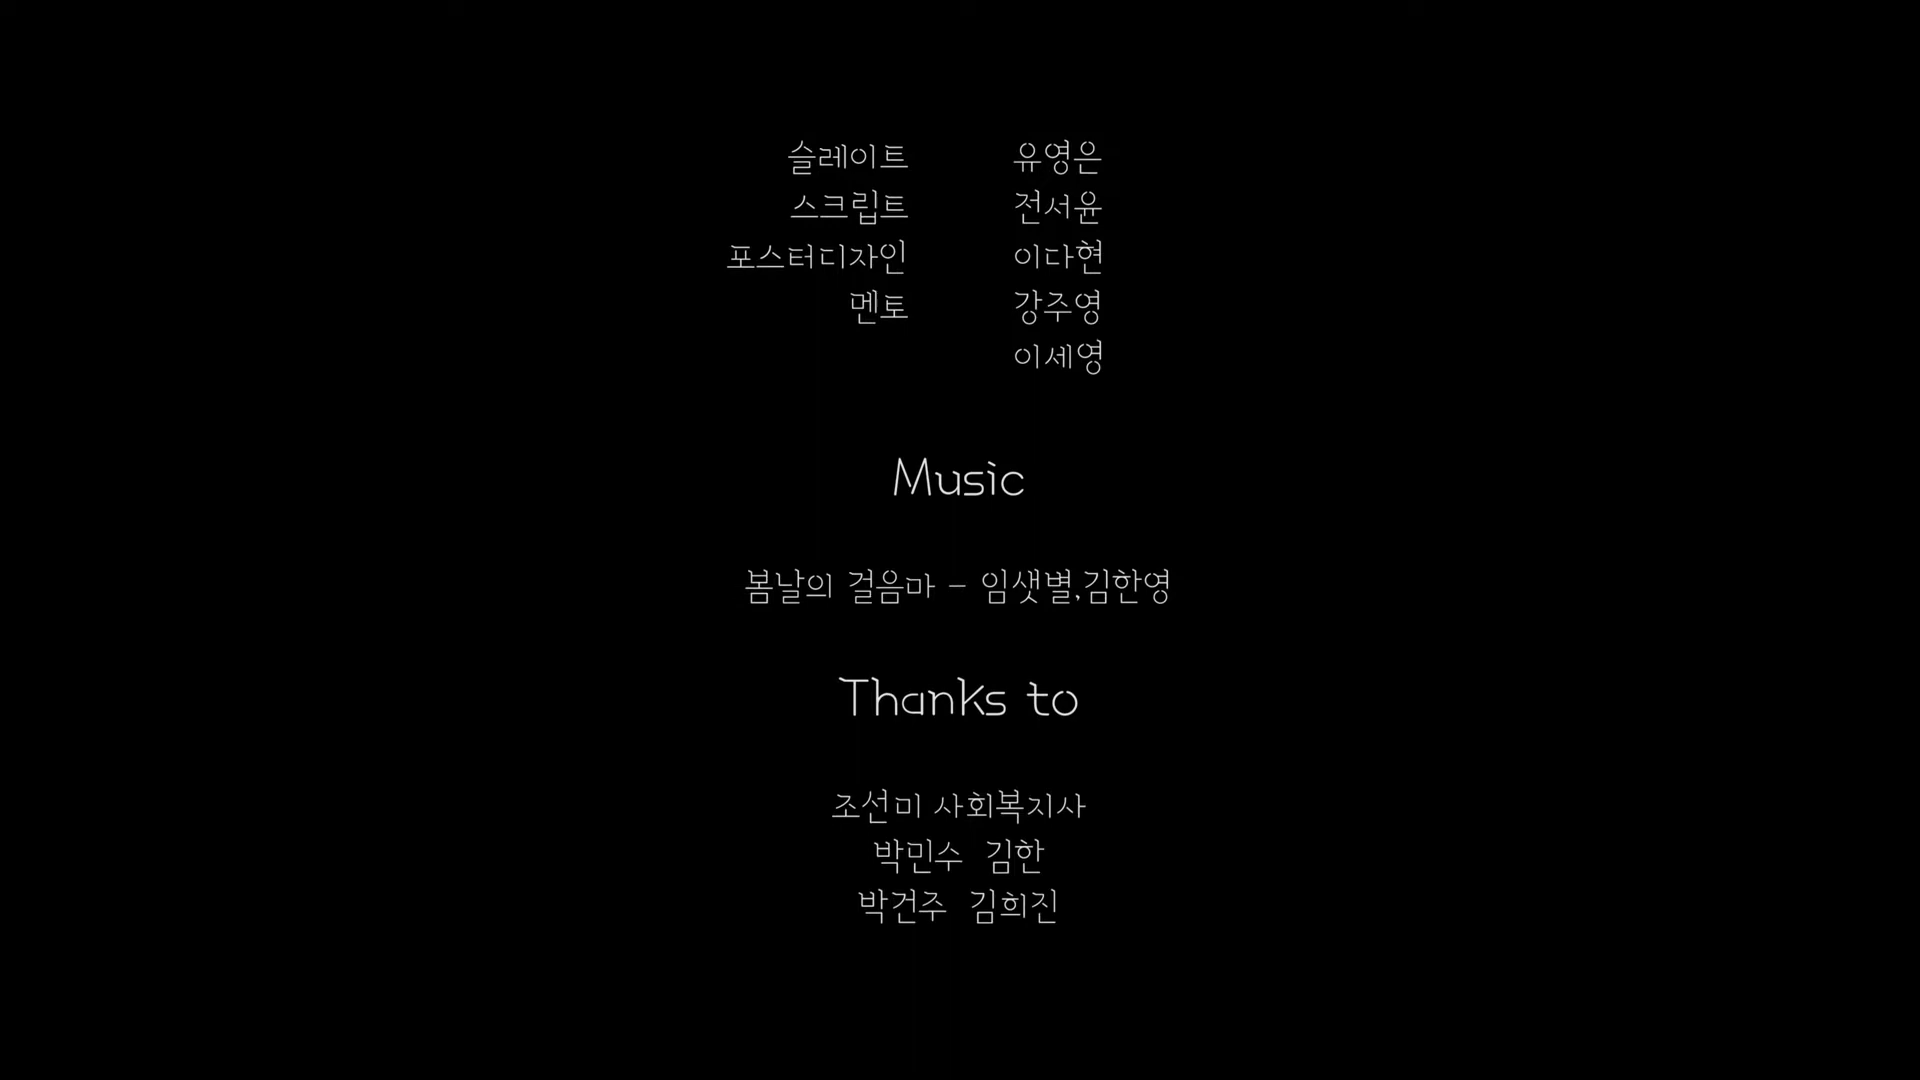 슬레이트 유영은
스크립트 전서윤
포스터디자인 이다현
멘토 강주영
이세영
Music
봄날의 걸음마 - 임샛별,김한영
Thanks to
조선미 사회복지사
박민수 김한
박건주 김희진